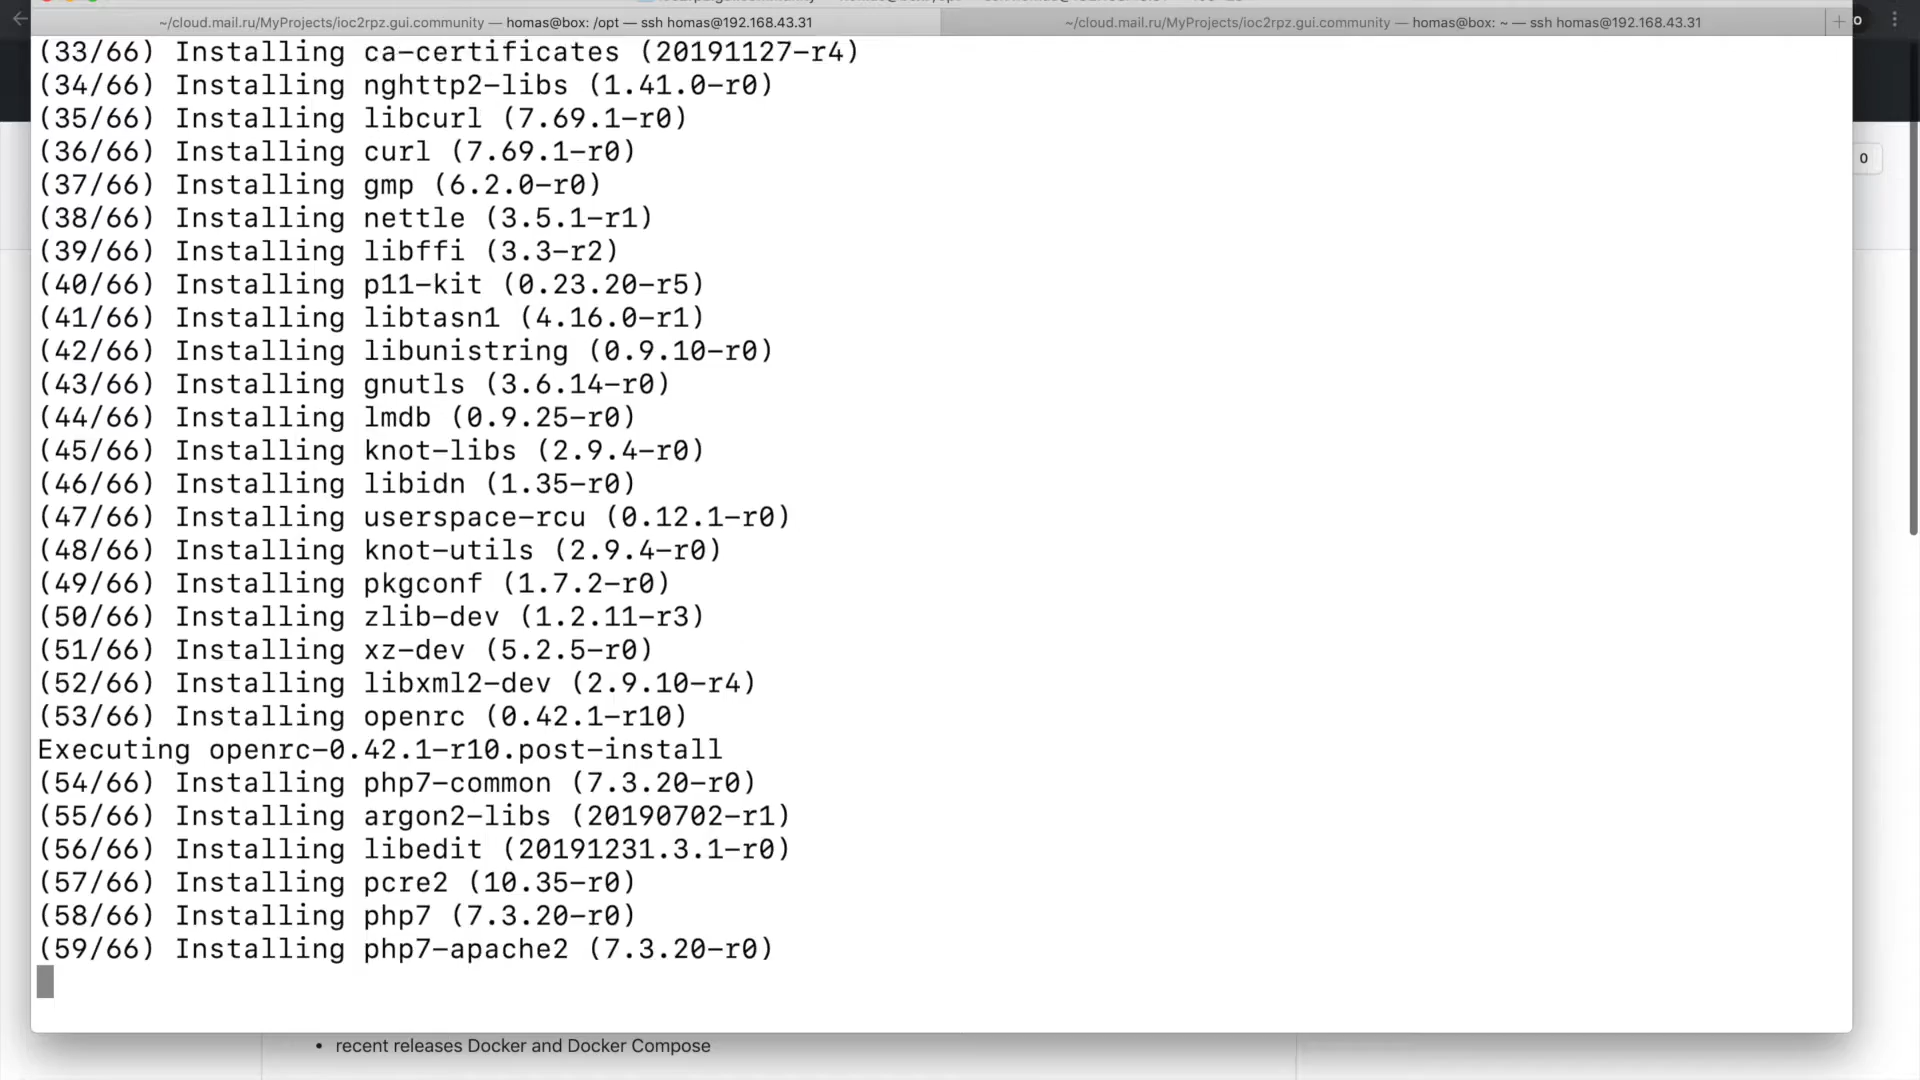 ~/cloud.mail.ru/MyProjects/ioc2rpz.gui.community — homas@box: /opt — ssh homas@192.168.43.31
~/cloud.mail.ru/MyProjects/ioc2rpz.gui.community — homas@box: ~ — ssh homas@192.168.43.31
(33/66) Installing ca-certificates (20191127-r4)
(34/66) Installing nghttp2-libs (1.41.0-r0)
(35/66) Installing libcurl (7.69.1-r0)
(36/66) Installing curl (7.69.1-r0)
0
(37/66) Installing gmp (6.2.0-r0)
(38/66) Installing nettle (3.5.1-r1)
(39/66) Installing libffi (3.3-r2)
(40/66) Installing p11-kit (0.23.20-r5)
(41/66) Installing libtasn1 (4.16.0-r1)
(42/66) Installing libunistring (0.9.10-r0)
(43/66) Installing gnutls (3.6.14-r0)
(44/66) Installing lmdb (0.9.25-r0)
(45/66) Installing knot-libs (2.9.4-r0)
(46/66) Installing libidn (1.35-r0)
(47/66) Installing userspace-rcu (0.12.1-r0)
(48/66) Installing knot-utils (2.9.4-r0)
(49/66) Installing pkgconf (1.7.2-r0)
(50/66) Installing zlib-dev (1.2.11-r3)
(51/66) Installing xz-dev (5.2.5-r0)
(52/66) Installing libxml2-dev (2.9.10-r4)
(53/66) Installing openrc (0.42.1-r10)
Executing openrc-0.42.1-r10.post-install
(54/66) Installing php7-common (7.3.20-r0)
(55/66) Installing argon2-libs (20190702-r1)
(56/66) Installing libedit (20191231.3.1-r0)
(57/66) Installing pcre2 (10.35-r0)
(58/66) Installing php7 (7.3.20-r0)
(59/66) Installing php7-apache2 (7.3.20-r0)
• recent releases Docker and Docker Compose